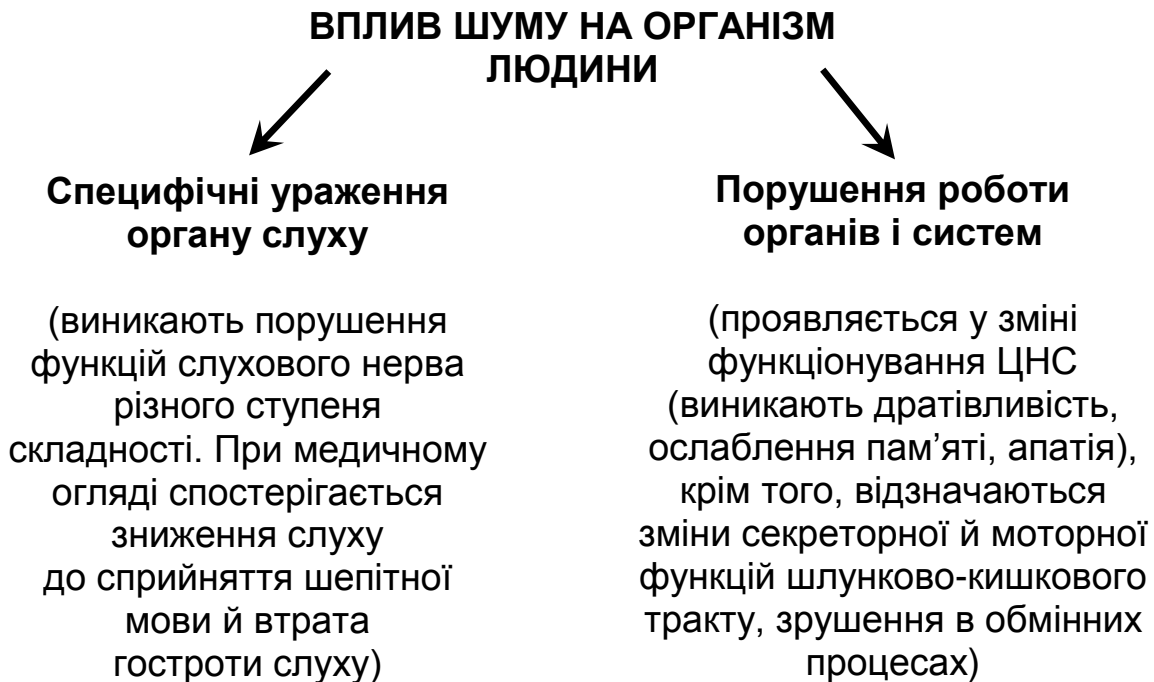 ВПЛИВ ШУМУ НА ОРГАНІЗМ
ЛЮДИНИ
Специфічні ураження
органу слуху
(виникають порушення
функцій слухового нерва
різного ступеня
складності. При медичному
огляді спостерігається
зниження слуху
до сприйняття шепітної
мови й втрата
гостроти слуху)
Порушення роботи
органів і систем
(проявляється у зміні
функціонування ЦНС
(виникають дратівливість,
ослаблення пам’яті, апатія),
крім того, відзначаються
зміни секреторної й моторної
функцій шлунково-кишкового
тракту, зрушення в обмінних
процесах)